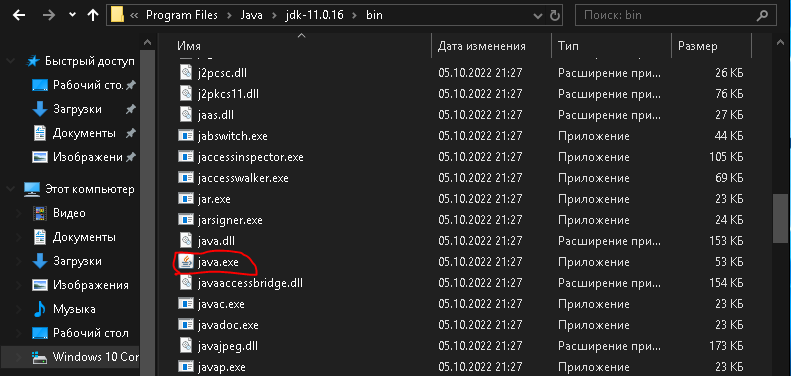 « Program Files > Java > jdk-11.0.16 > bin
Поиск: bin
Имя Дата изменения Тип Размер
Быстрый доступ
Рабочий сто.
Загрузки
Документы
Изображени
Этот компьютер
Видео
Документы
Загрузки
Изображения
Музыка
Рабочий стол
Windows 10 Cor
j2pcsc.dll 05.10.2022 21:27 Расширение при... 26 КБ
j2pkcs11.dll 05.10.2022 21:27 Расширение при... 76 КБ
jaas.dll 05.10.2022 21:27 Расширение при... 27 КБ
jabswitch.exe 05.10.2022 21:27 Приложение 44 КБ
jaccessinspector.exe 05.10.2022 21:27 Приложение 105 КБ
jaccesswalker.exe 05.10.2022 21:27 Приложение 69 КБ
jar.exe 05.10.2022 21:27 Приложение 23 КБ
jarsigner.exe 05.10.2022 21:27 Приложение 24 КБ
java.dll 05.10.2022 21:27 Расширение при... 153 КБ
java.exe 05.10.2022 21:27 Приложение 53 КБ
javaaccessbridge.dll 05.10.2022 21:27 Расширение при... 154 КБ
javac.exe 05.10.2022 21:27 Приложение 23 КБ
javadoc.exe 05.10.2022 21:27 Приложение 23 КБ
javajpeg.dll 05.10.2022 21:27 Расширение при... 173 КБ
javap.exe 05.10.2022 21:27 Приложение 23 КБ